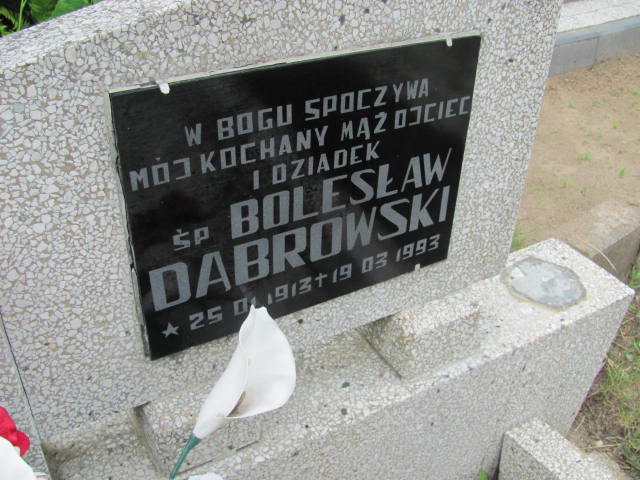 W BOGU SPOCZYWA
MÓJ KOCHANY MĄŻ OJCIEC
I DZIADEK
ŚP BOLESŁAW
DĄBROWSKI
★ 25 01 1913 † 19 03 1993